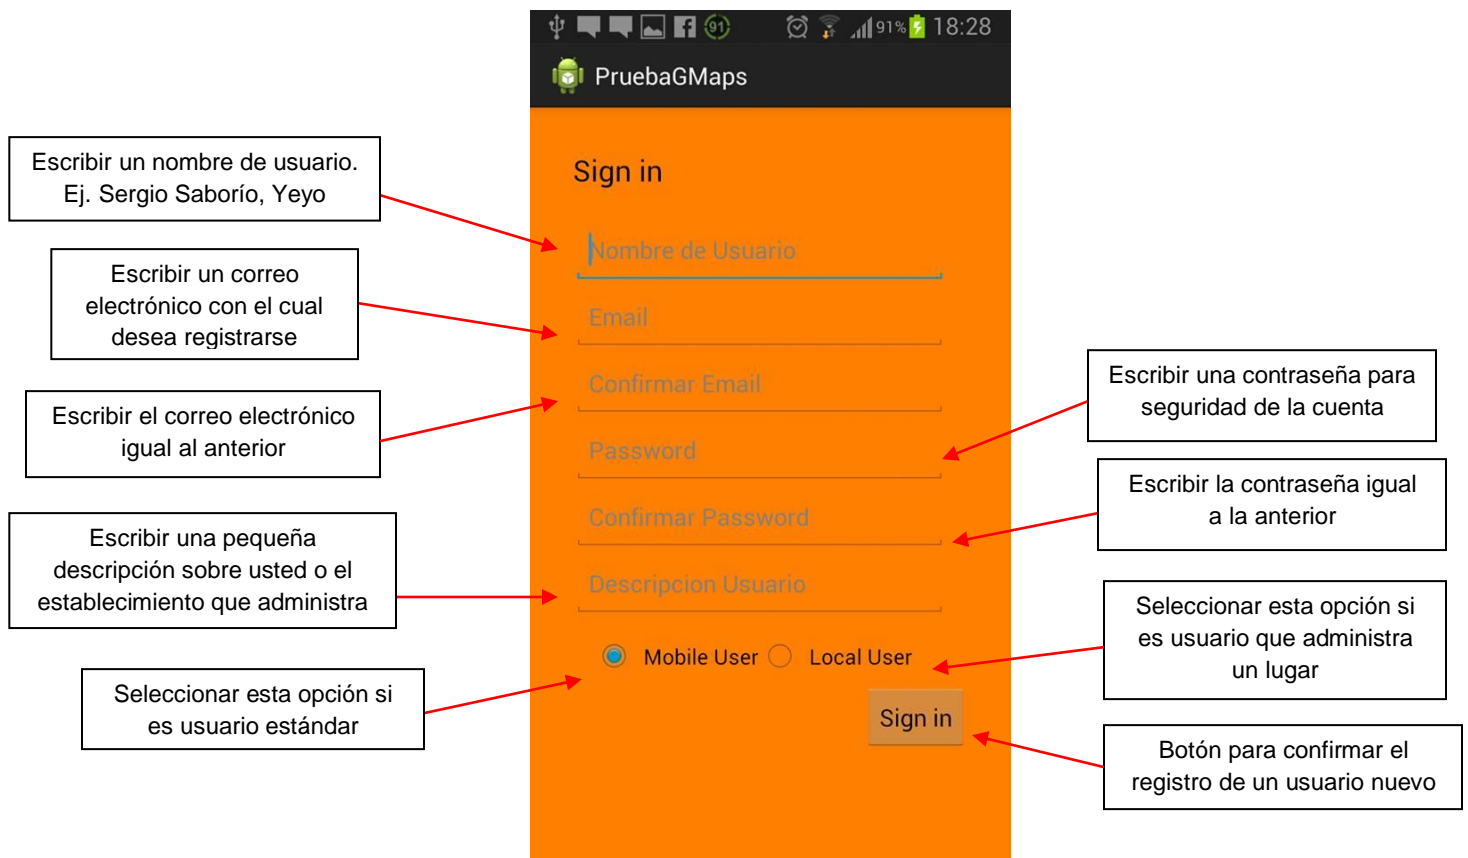 91
91%
18:28
PruebaGMaps
Sign in
Nombre de Usuario
Email
Confirmar Email
Password
Confirmar Password
Descripcion Usuario
Mobile User
Local User
Sign in
Escribir un nombre de usuario.
Ej. Sergio Saborío, Yeyo
Escribir un correo
electrónico con el cual
desea registrarse
Escribir el correo electrónico
igual al anterior
Escribir una pequeña
descripción sobre usted o el
establecimiento que administra
Seleccionar esta opción si
es usuario estándar
Escribir una contraseña para
seguridad de la cuenta
Escribir la contraseña igual
a la anterior
Seleccionar esta opción si
es usuario que administra
un lugar
Botón para confirmar el
registro de un usuario nuevo